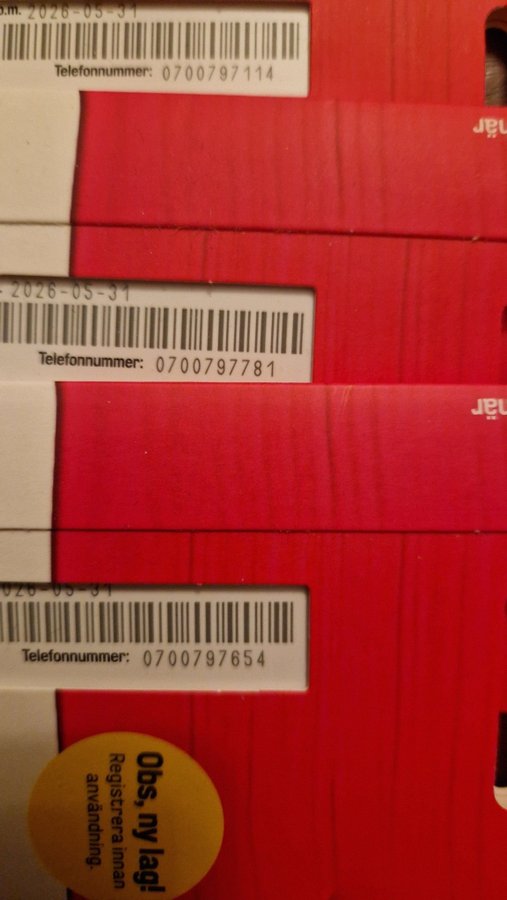 o.m. 2026-05-31
Telefonnummer: 0700797114
när
2026-05-31
Telefonnummer: 0700797781
när
026-05-31
Telefonnummer: 0700797654
Obs, ny lag!
Registrera innan
användning.